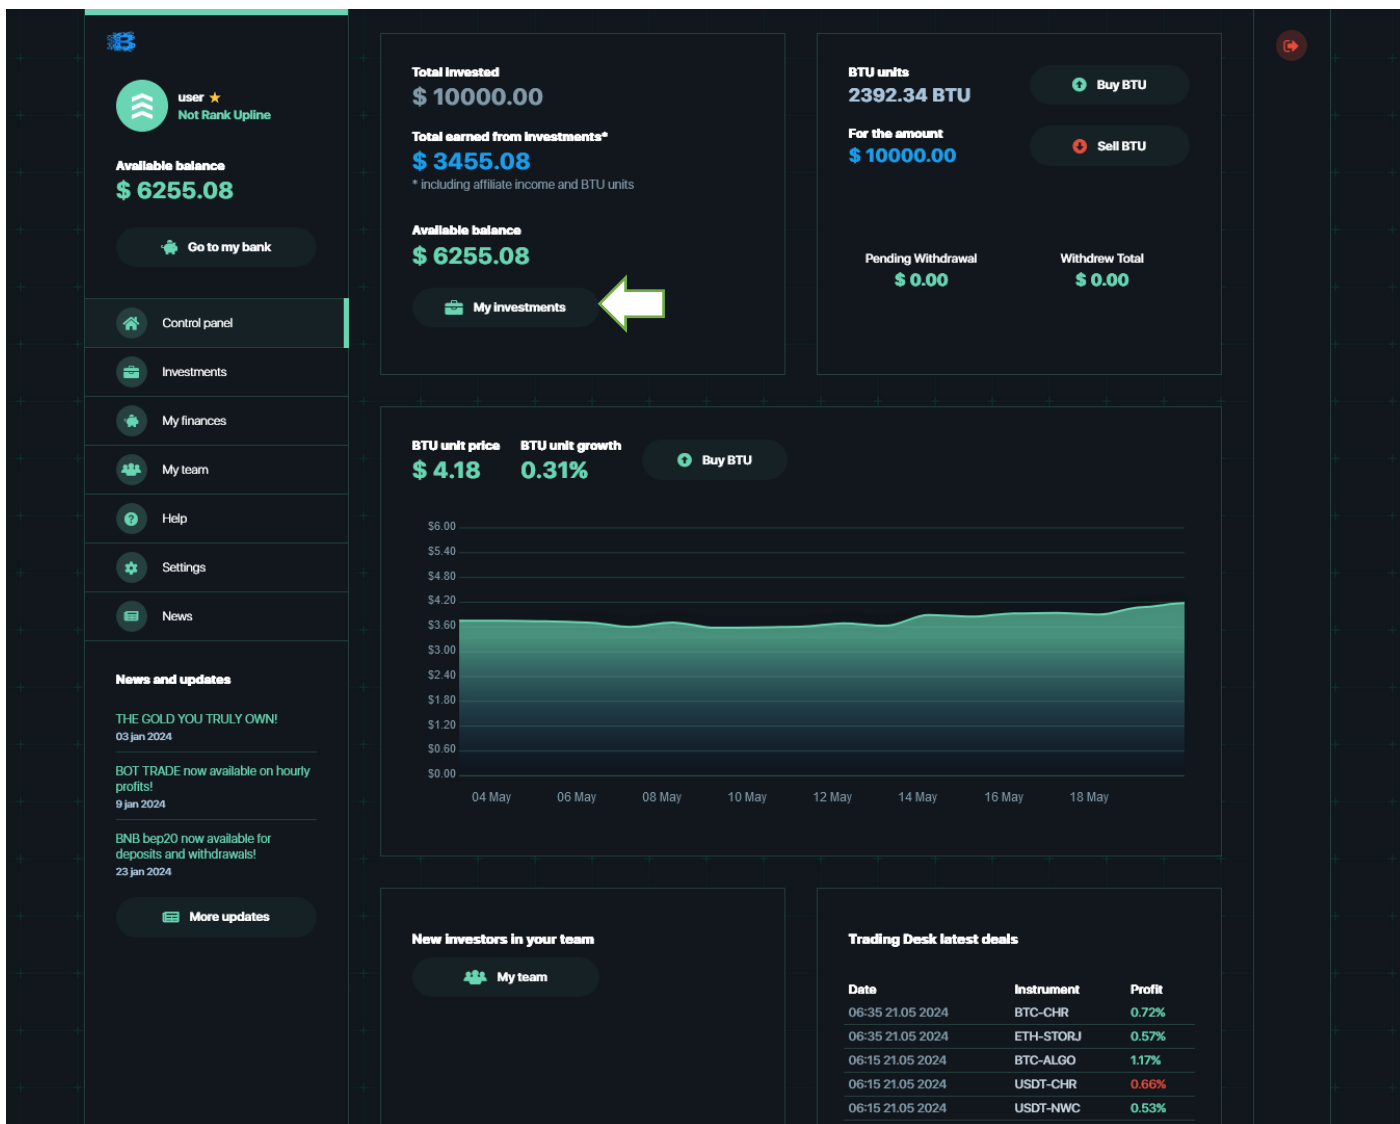 user
Not Rank Upline
Available balance
$ 6255.08
Go to my bank
Control panel
Investments
My finances
My team
Help
Settings
News
News and updates
THE GOLD YOU TRULY OWN!
03 jan 2024
BOT TRADE now available on hourly
profits!
9 jan 2024
BNB bep20 now available for
deposits and withdrawals!
23 jan 2024
More updates
Total Invested
$ 10000.00
Total earned from investments*
$ 3455.08
* including affiliate income and BTU units
Available balance
$ 6255.08
My investments
BTU units
2392.34 BTU
Buy BTU
For the amount
$ 10000.00
Sell BTU
Pending Withdrawal
$ 0.00
Withdrew Total
$ 0.00
BTU unit price
$ 4.18
BTU unit growth
0.31%
Buy BTU
$6.00
$5.40
$4.80
$4.20
$3.60
$3.00
$2.40
$1.80
$1.20
$0.60
$0.00
04 May 06 May 08 May 10 May 12 May 14 May 16 May 18 May
New investors in your team
My team
Trading Desk latest deals
Date Instrument Profit
06:35 21.05 2024 BTC-CHR 0.72%
06:35 21.05 2024 ETH-STORJ 0.57%
06:15 21.05 2024 BTC-ALGO 1.17%
06:15 21.05 2024 USDT-CHR 0.66%
06:15 21.05 2024 USDT-NWC 0.53%